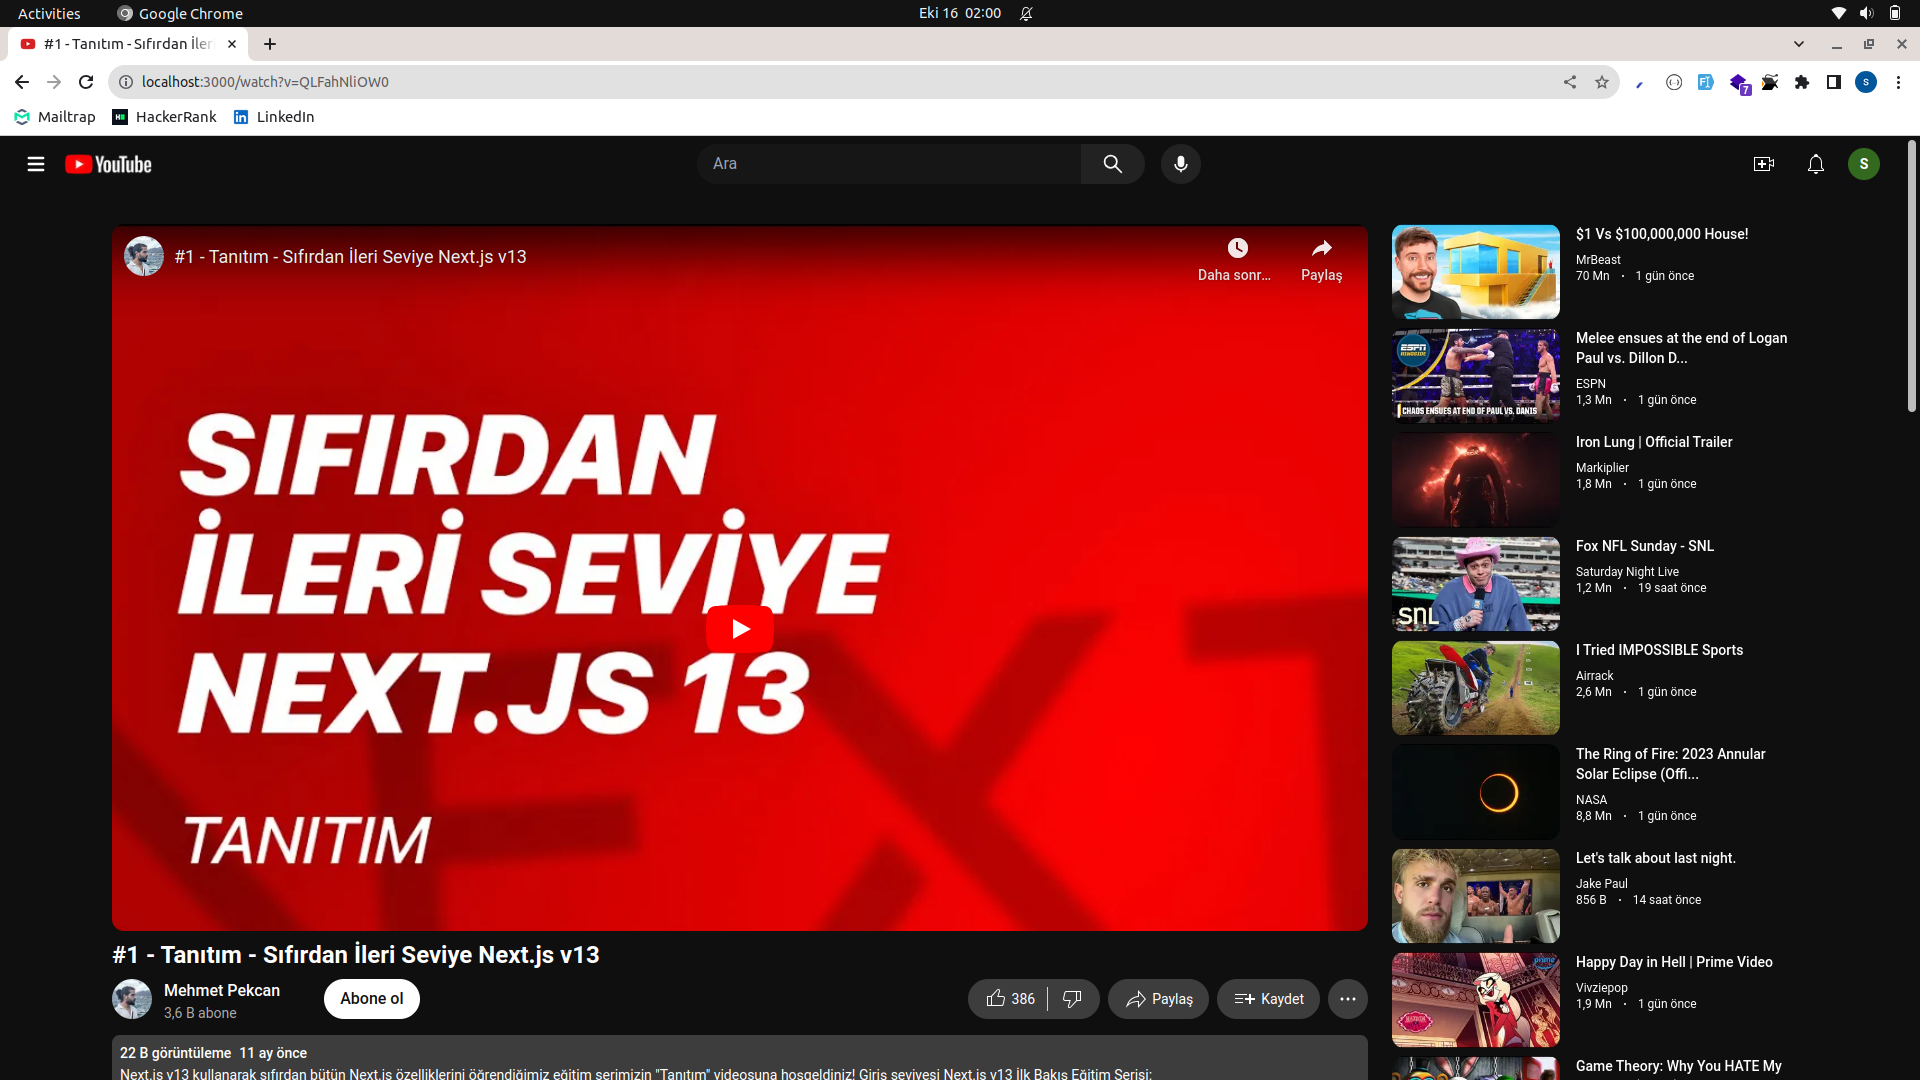 Activities
Google Chrome
Eki 16 02:00
#1 - Tanıtım - Sıfırdan İler
localhost:3000/watch?v=QLFahNliOW0
7
S
Mailtrap
HackerRank
LinkedIn
YouTube
Ara
S
#1 - Tanıtım - Sıfırdan İleri Seviye Next.js v13
Daha sonr...
Paylaş
SIFIRDAN
İLERİ SEVİYE
NEXT.JS 13
TANITIM
#1 - Tanıtım - Sıfırdan İleri Seviye Next.js v13
Mehmet Pekcan
3,6 B abone
Abone ol
386
Paylaş
Kaydet
22 B görüntüleme 11 ay önce
Next.js v13 kullanarak sıfırdan bütün Next.js özelliklerini öğrendiğimiz eğitim serimizin "Tanıtım" videosuna hoşgeldiniz! Giriş seviyesi Next.js v13 İlk Bakış Eğitim Serisi:
$1 Vs $100,000,000 House!
MrBeast
70 Mn • 1 gün önce
ESPN
RINGSIDE
CHAOS ENSUES AT END OF PAUL VS. DANIS
Melee ensues at the end of Logan
Paul vs. Dillon D...
ESPN
1,3 Mn • 1 gün önce
Iron Lung | Official Trailer
Markiplier
1,8 Mn • 1 gün önce
SNL
Fox NFL Sunday - SNL
Saturday Night Live
1,2 Mn • 19 saat önce
I Tried IMPOSSIBLE Sports
Airrack
2,6 Mn • 1 gün önce
The Ring of Fire: 2023 Annular
Solar Eclipse (Offi...
NASA
8,8 Mn • 1 gün önce
Let's talk about last night.
Jake Paul
856 B • 14 saat önce
prime
Happy Day in Hell | Prime Video
Vivziepop
1,9 Mn • 1 gün önce
Game Theory: Why You HATE My